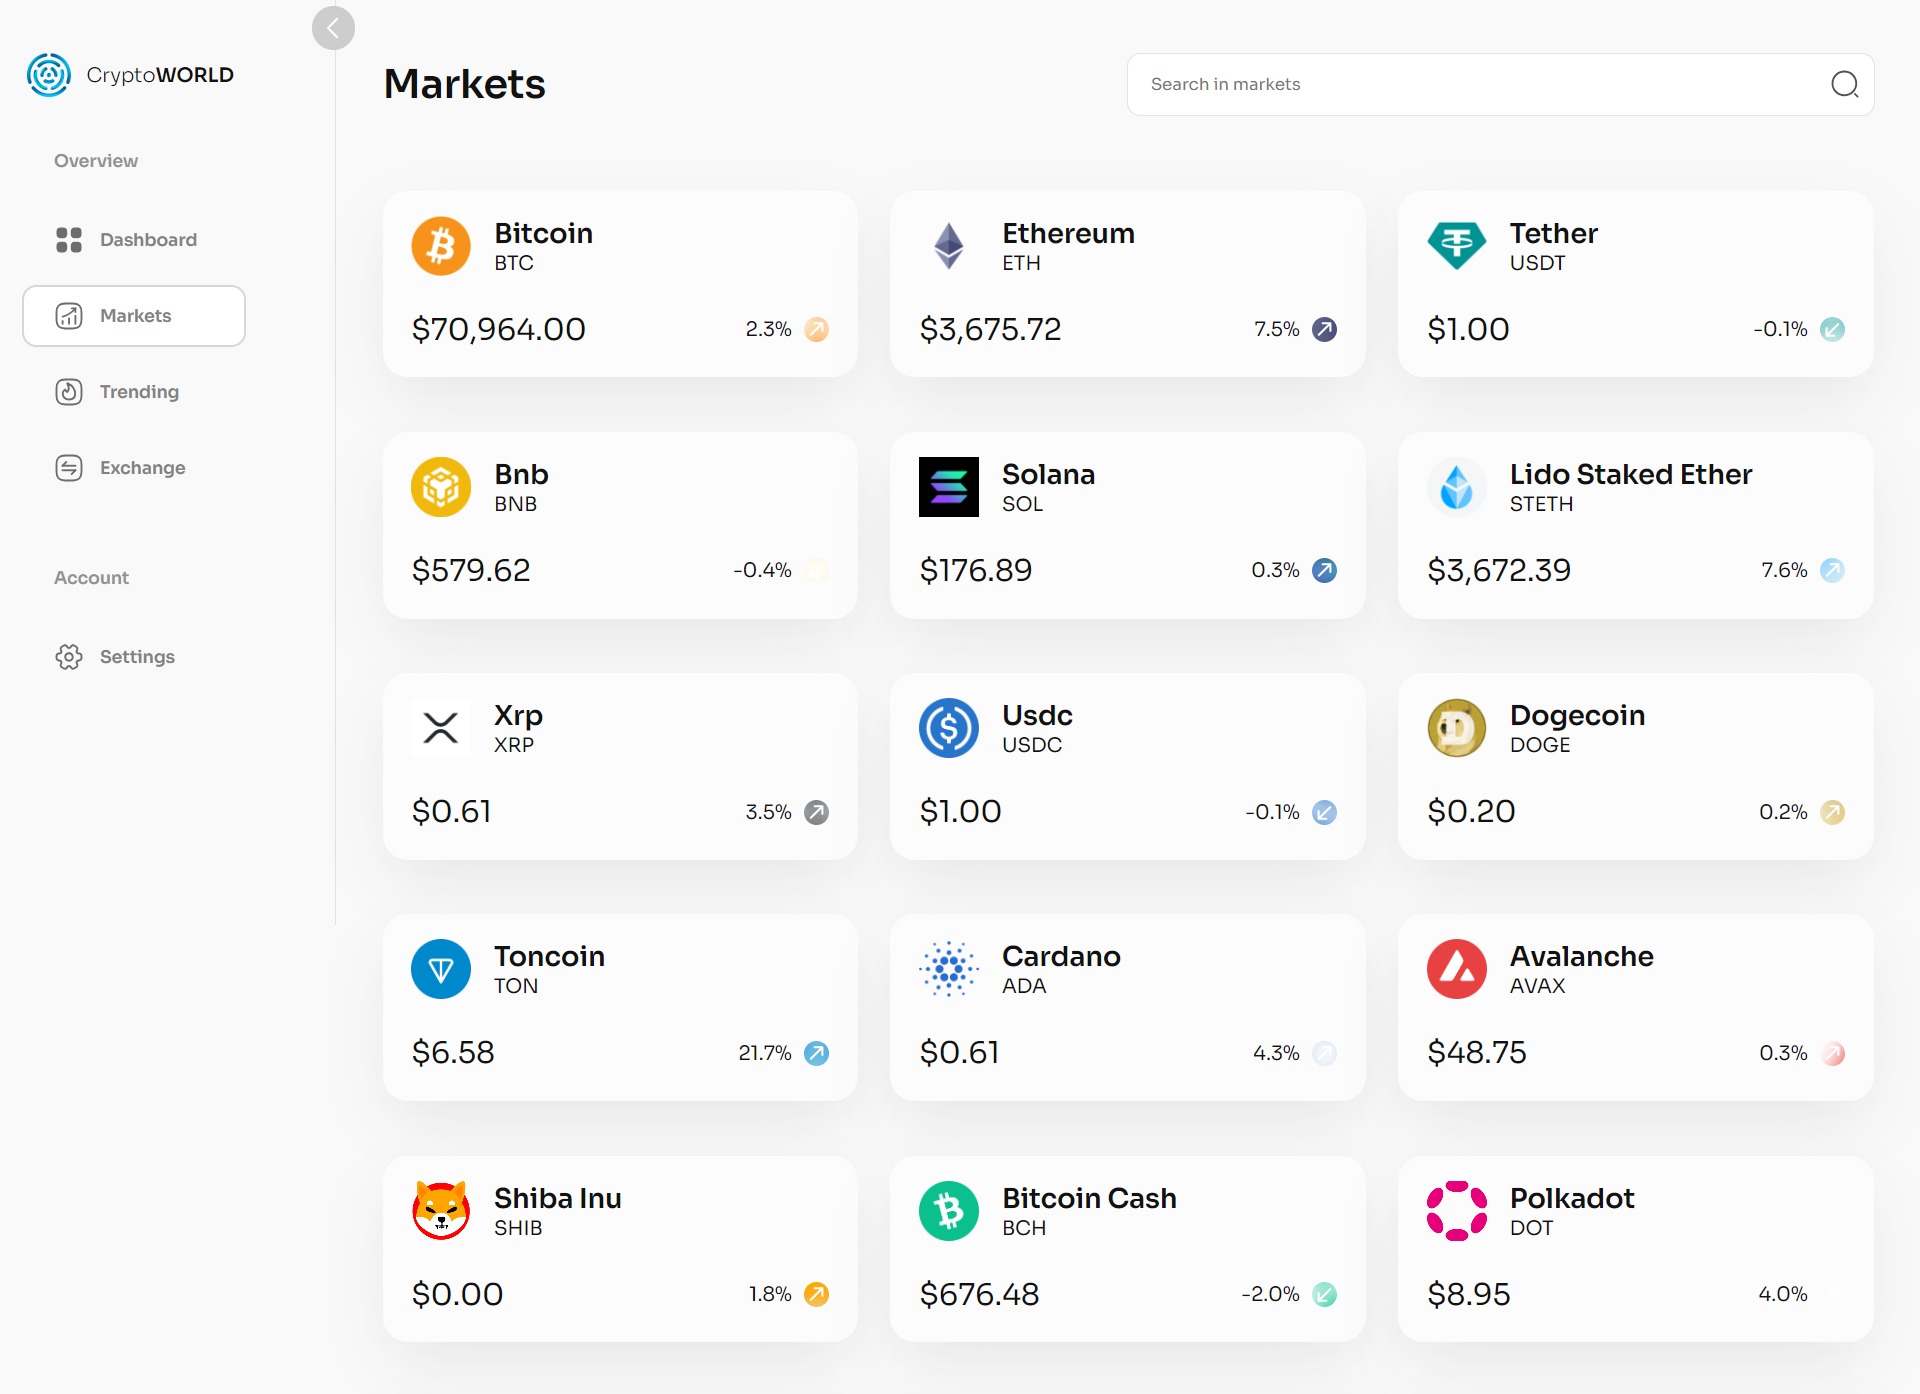 CryptoWORLD
Overview
Dashboard
Markets
Trending
Exchange
Account
Settings
Markets
Search in markets
Bitcoin
BTC
$70,964.00
2.3%
Ethereum
ETH
$3,675.72
7.5%
Tether
USDT
$1.00
-0.1%
Bnb
BNB
$579.62
-0.4%
Solana
SOL
$176.89
0.3%
Lido Staked Ether
STETH
$3,672.39
7.6%
Xrp
XRP
$0.61
3.5%
Usdc
USDC
$1.00
-0.1%
Dogecoin
DOGE
$0.20
0.2%
Toncoin
TON
$6.58
21.7%
Cardano
ADA
$0.61
4.3%
Avalanche
AVAX
$48.75
0.3%
Shiba Inu
SHIB
$0.00
1.8%
Bitcoin Cash
BCH
$676.48
-2.0%
Polkadot
DOT
$8.95
4.0%